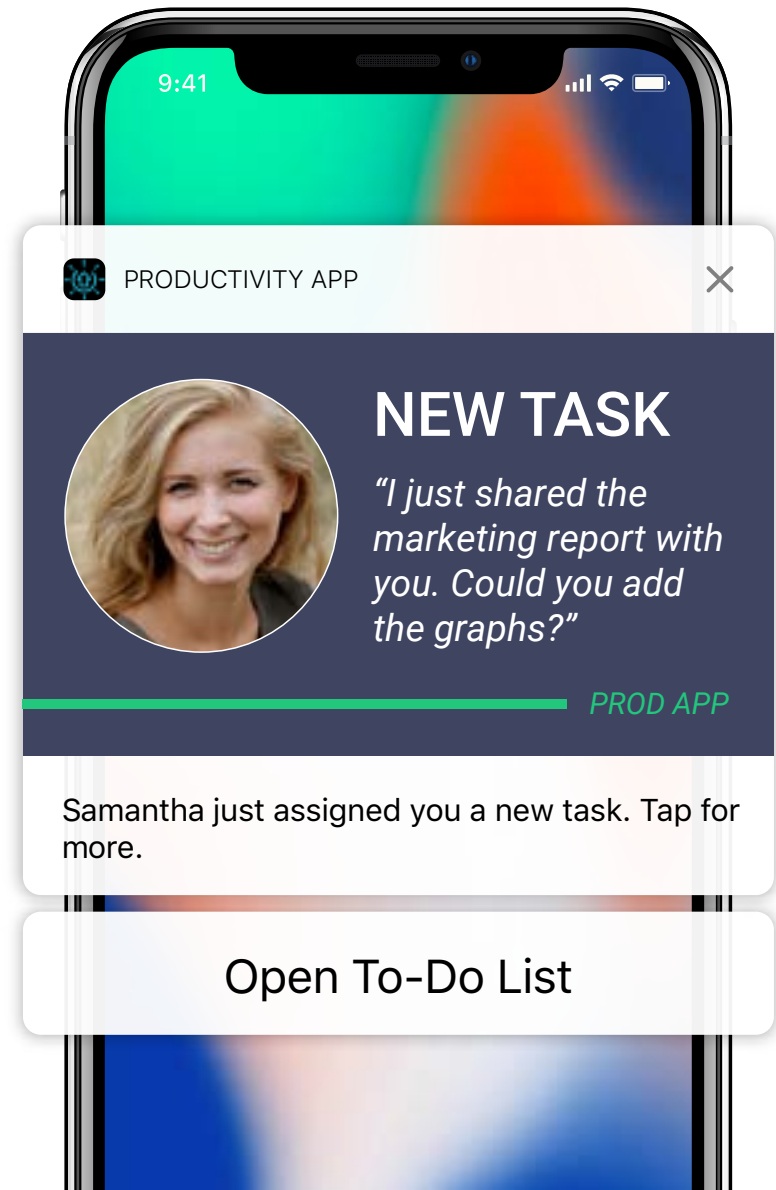 9:41
PRODUCTIVITY APP
NEW TASK
“I just shared the
marketing report with
you. Could you add
the graphs?”
PROD APP
Samantha just assigned you a new task. Tap for
more.
Open To-Do List